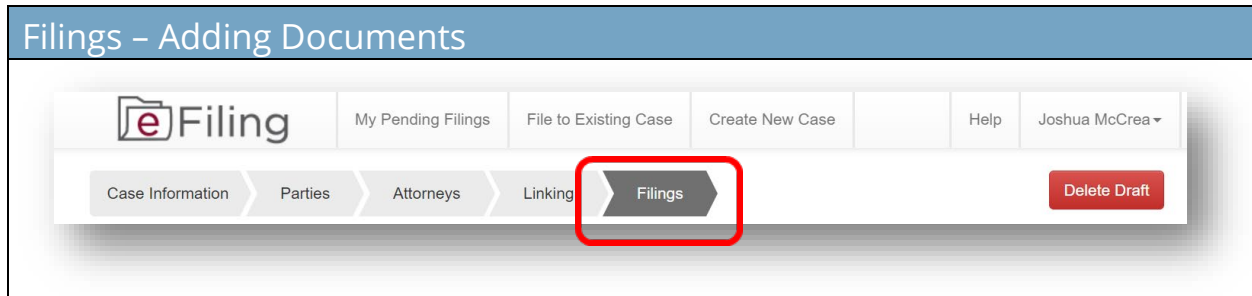 Filings – Adding Documents
eFiling My Pending Filings File to Existing Case Create New Case Help Joshua McCrea
Case Information Parties Attorneys Linking Filings Delete Draft